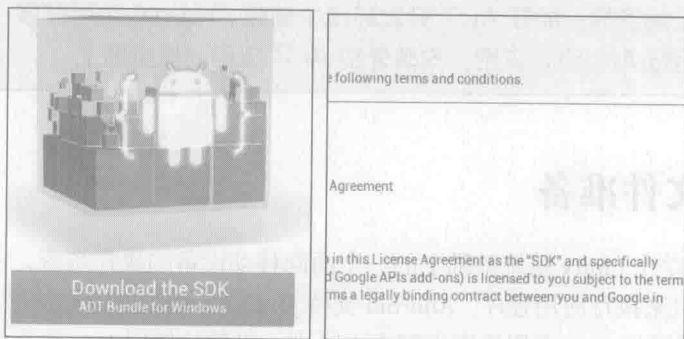 Download the SDK
ADT Bundle for Windows
e following terms and conditions.
Agreement
in this License Agreement as the "SDK" and specifically
d Google APIs add-ons) is licensed to you subject to the term
rms a legally binding contract between you and Google in